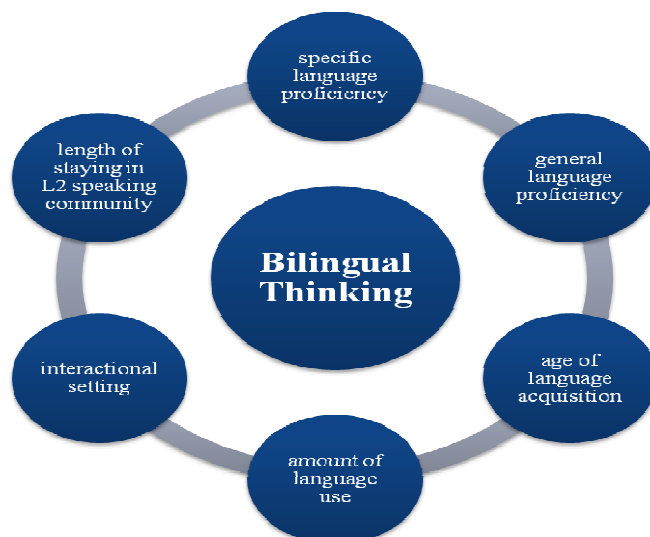 specific
language
proficiency
general
language
proficiency
age of
language
acquisition
amount of
language
use
interactional
setting
length of
staying in
L2 speaking
community
Bilingual
Thinking